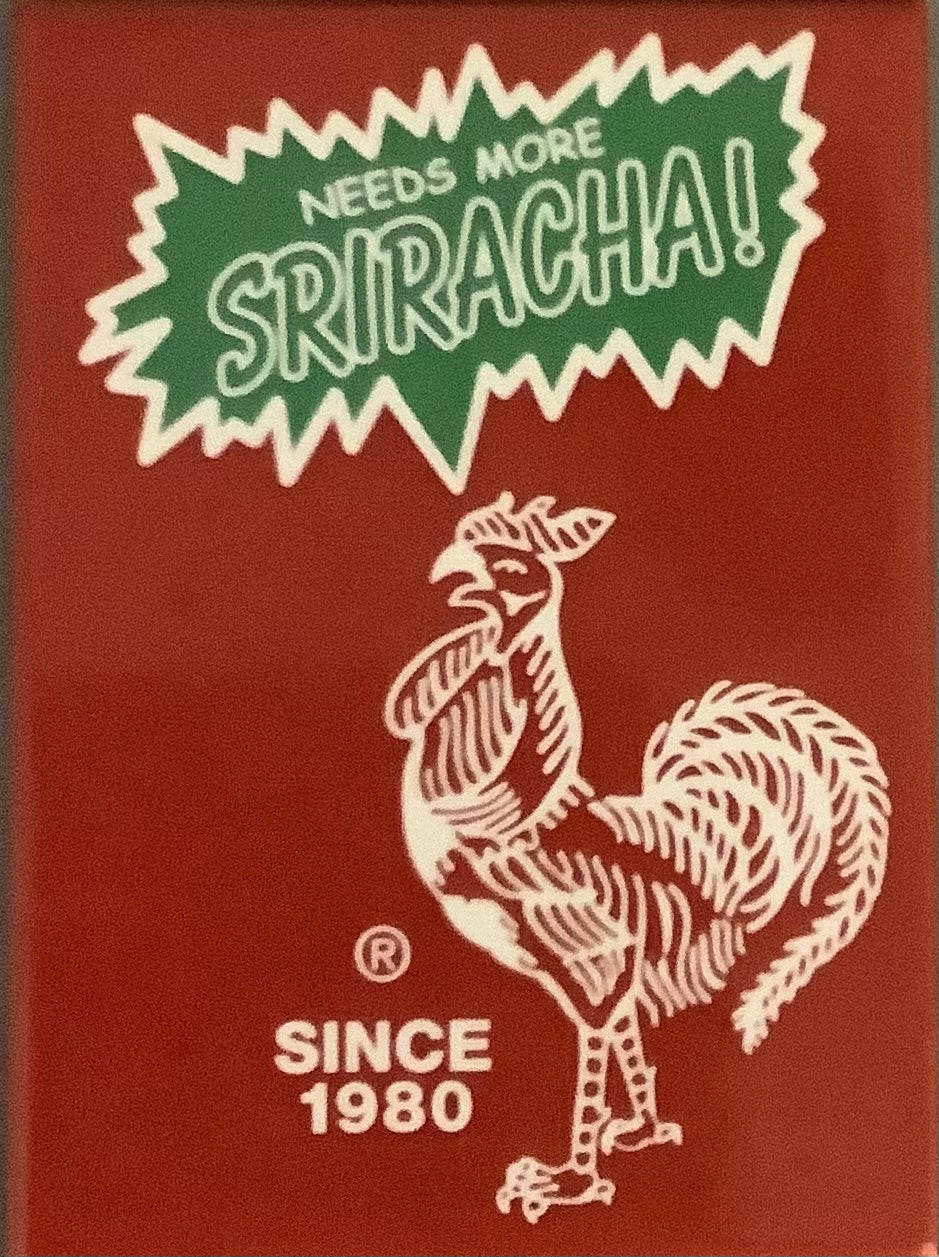 NEEDS MORE
SRIRACHA!
®
SINCE
1980